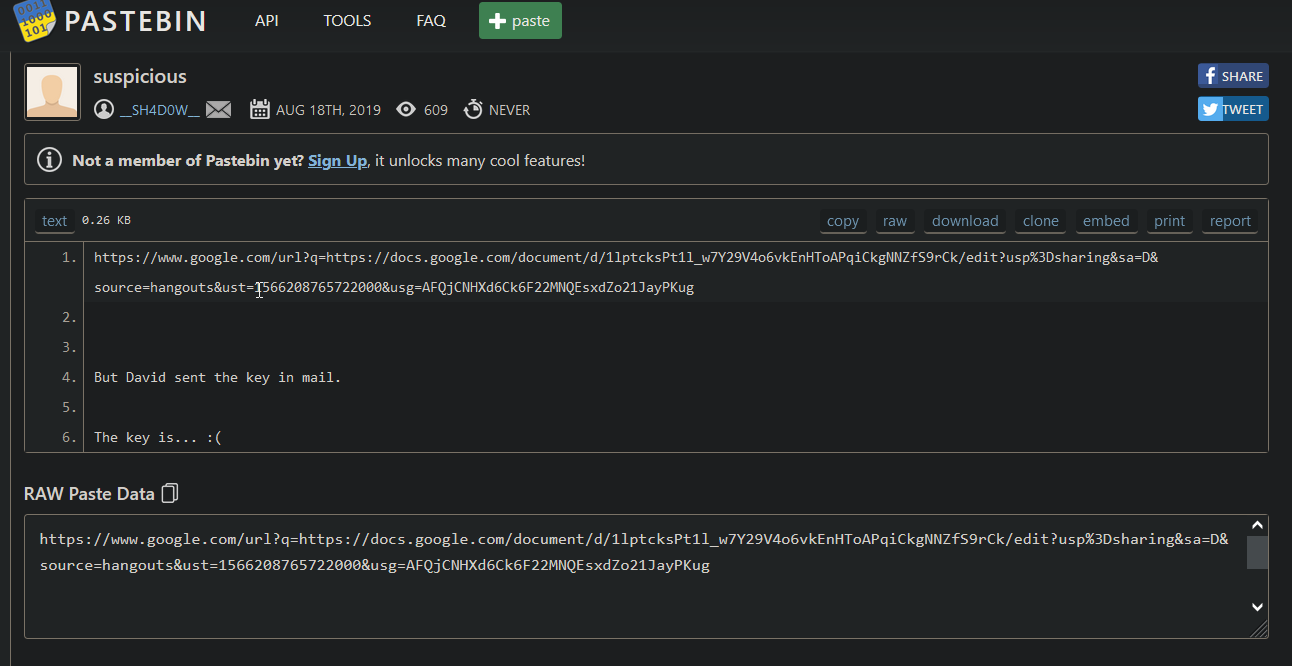 0011
1000
101
PASTEBIN
API
TOOLS
FAQ
paste
suspicious
__SH4D0W__
AUG 18TH, 2019
609
NEVER
SHARE
TWEET
Not a member of Pastebin yet? Sign Up, it unlocks many cool features!
text
0.26 KB
copy
raw
download
clone
embed
print
report
1. https://www.google.com/url?q=https://docs.google.com/document/d/1lptcksPt1l_w7Y29V4o6vkEnHToAPqiCkgNNZfS9rCk/edit?usp%3Dsharing&sa=D&
source=hangouts&ust=1566208765722000&usg=AFQjCNHXd6Ck6F22MNQEsxdZo21JayPKug
2.
3.
4. But David sent the key in mail.
5.
6. The key is... :(
RAW Paste Data
https://www.google.com/url?q=https://docs.google.com/document/d/1lptcksPt1l_w7Y29V4o6vkEnHToAPqiCkgNNZfS9rCk/edit?usp%3Dsharing&sa=D&
source=hangouts&ust=1566208765722000&usg=AFQjCNHXd6Ck6F22MNQEsxdZo21JayPKug